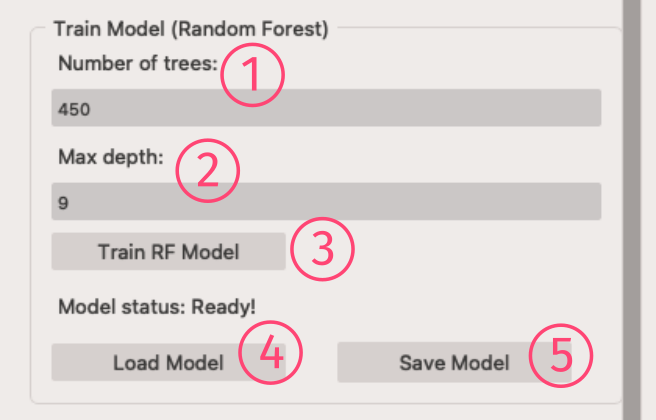 Train Model (Random Forest)
Number of trees: 1
450
Max depth: 2
9
Train RF Model 3
Model status: Ready!
Load Model 4 Save Model 5